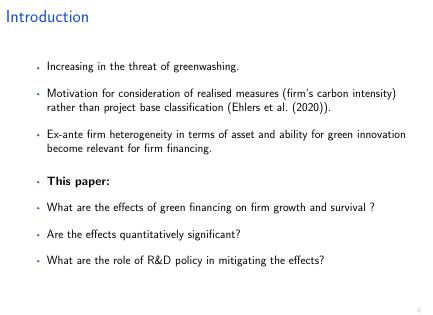 Introduction
Increasing in the threat of greenwashing.
Motivation for consideration of realised measures (firm's carbon intensity)
rather than project base classification (Ehlers et al. (2020)).
Ex-ante firm heterogeneity in terms of asset and ability for green innovation
become relevant for firm financing.
This paper:
What are the effects of green financing on firm growth and survival ?
Are the effects quantitatively significant?
What are the role of R&D policy in mitigating the effects?